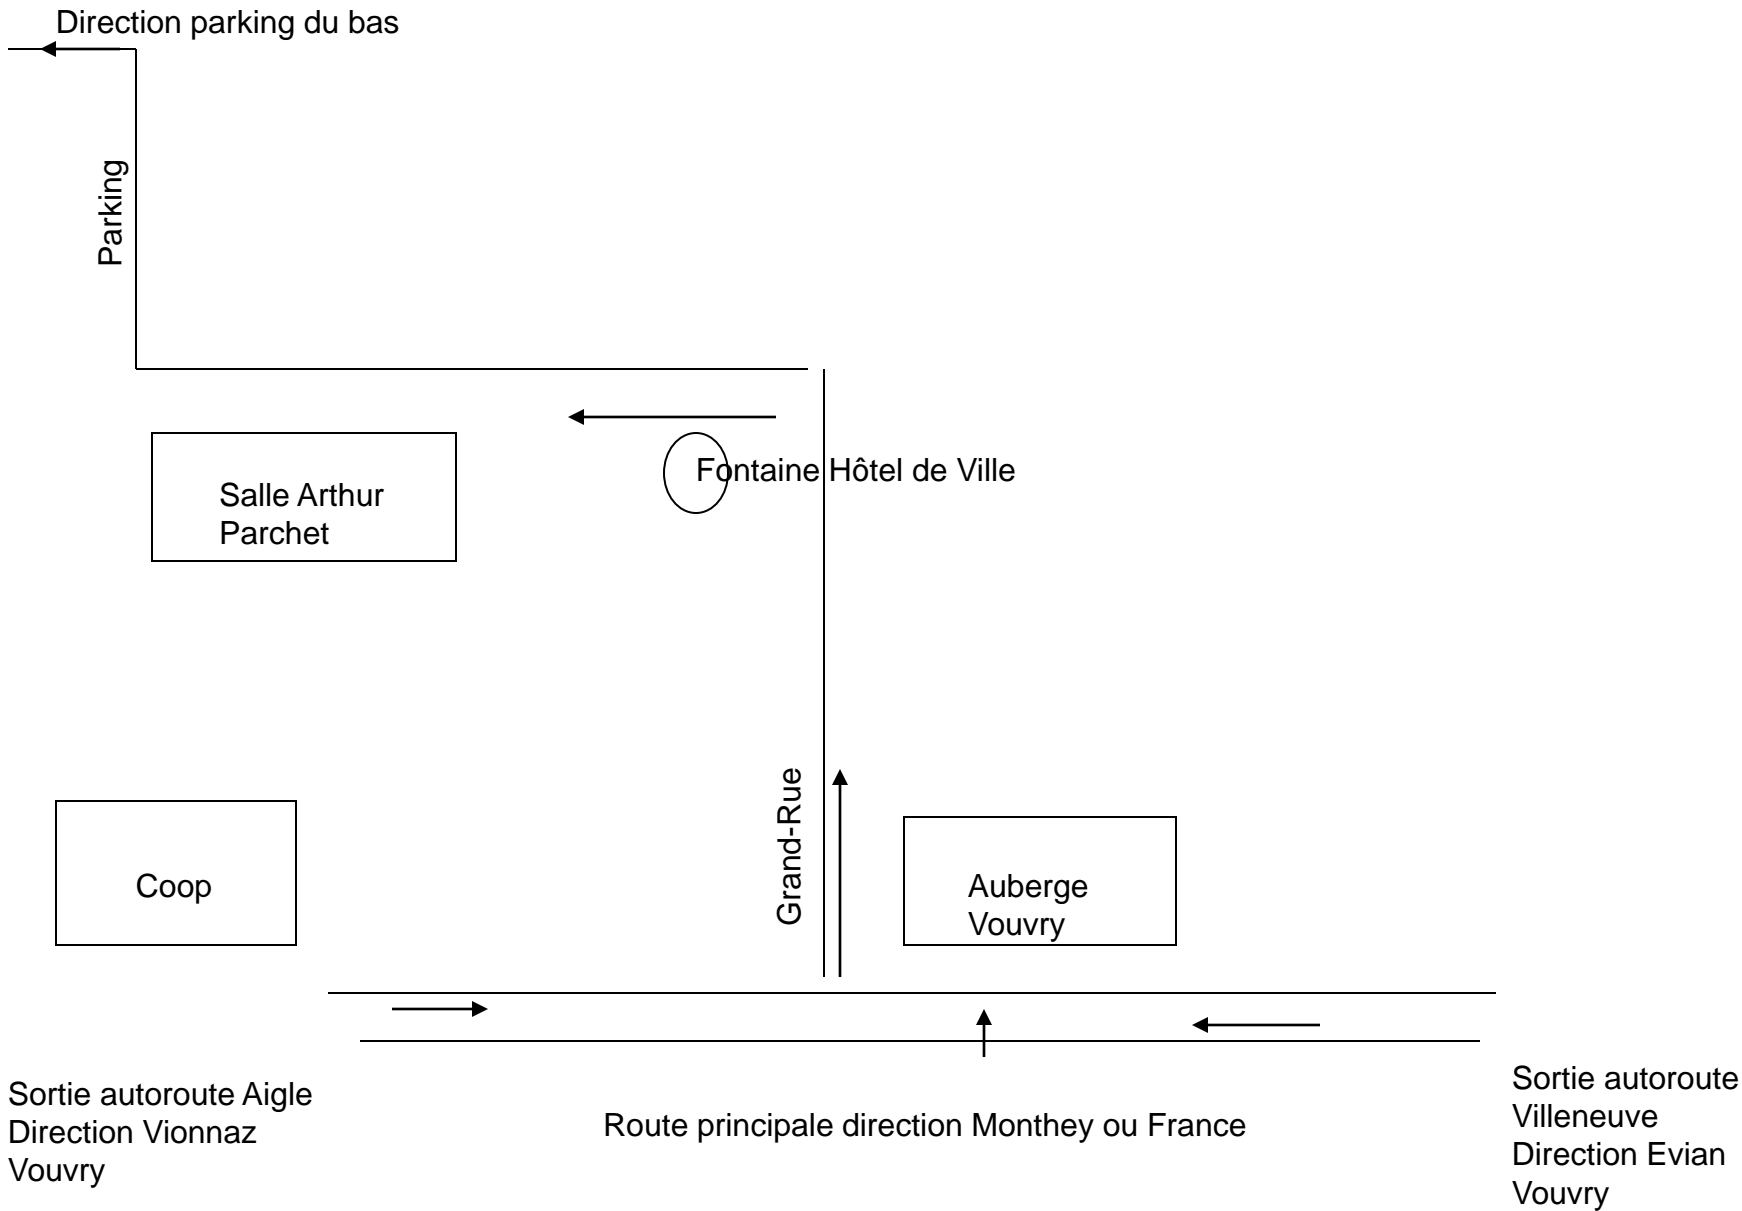 Direction parking du bas
Parking
Fontaine Hôtel de Ville
Salle Arthur
Parchet
Grand-Rue
Coop
Auberge
Vouvry
Sortie autoroute Aigle
Direction Vionnaz
Vouvry
Route principale direction Monthey ou France
Sortie autoroute
Villeneuve
Direction Evian
Vouvry